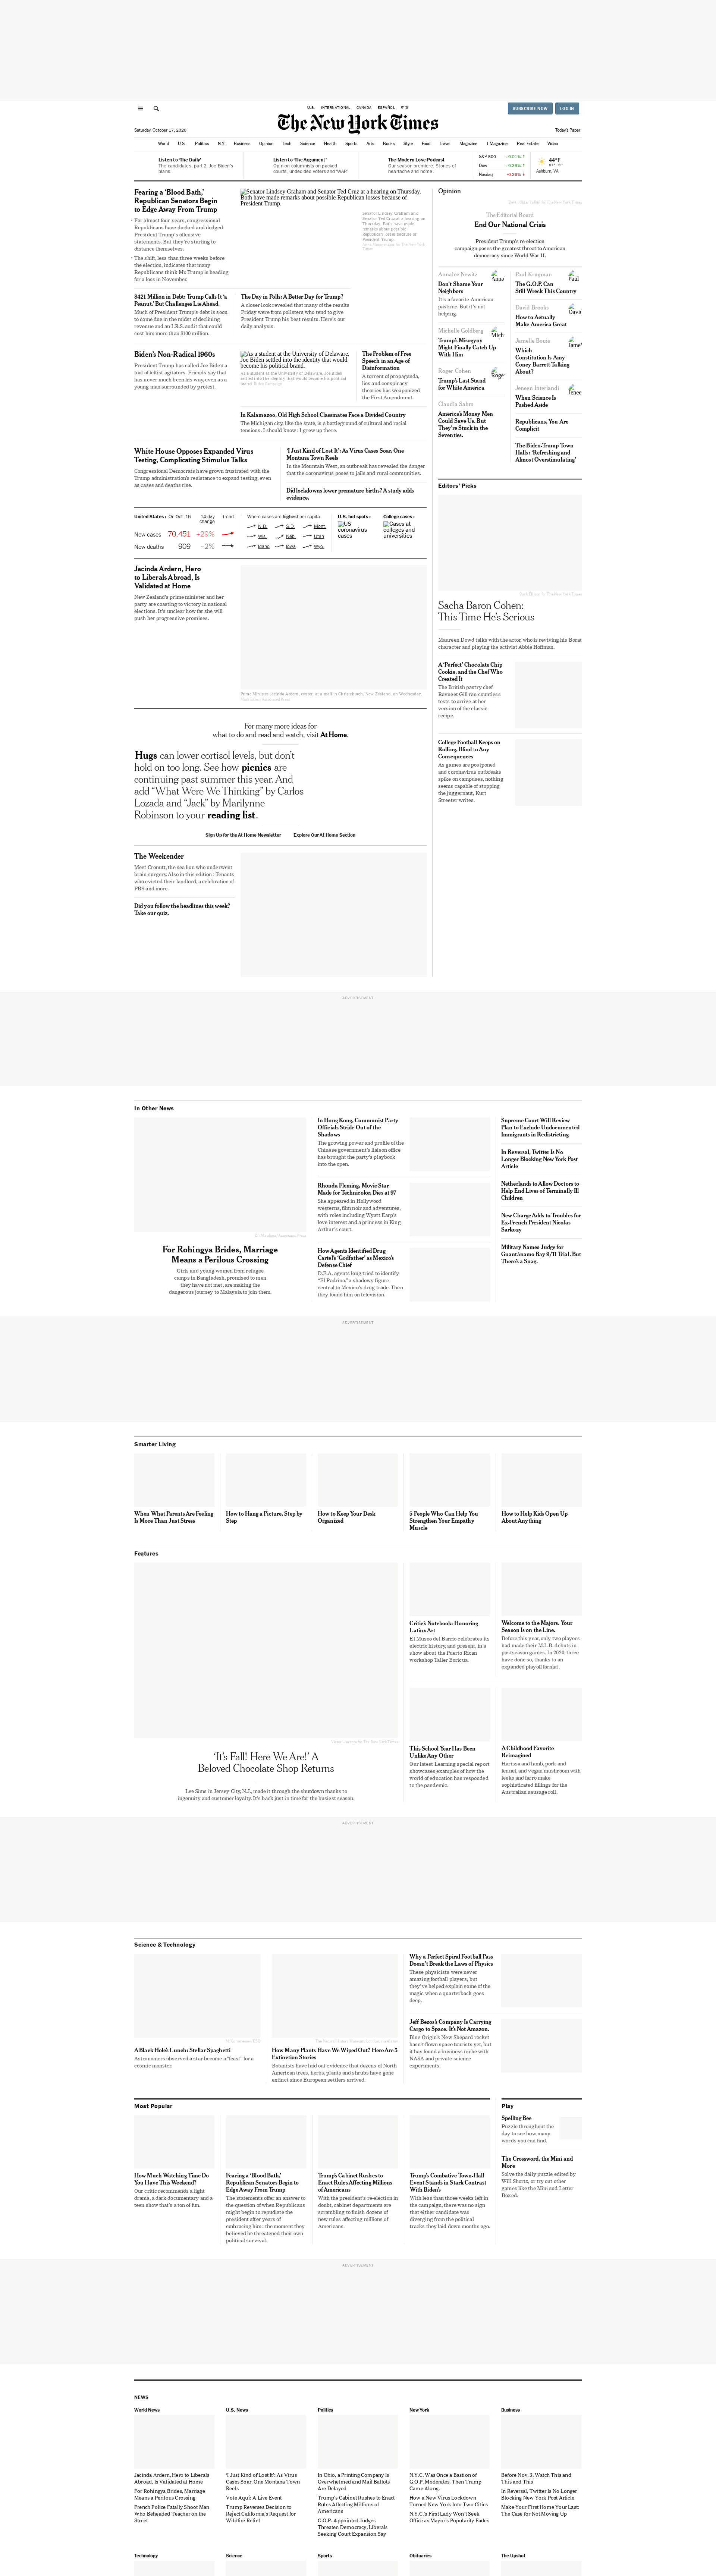 U.S. INTERNATIONAL CANADA ESPAÑOL 中文
SUBSCRIBE NOW LOG IN
The New York Times
Saturday, October 17, 2020
Today's Paper
World U.S. Politics N.Y. Business Opinion Tech Science Health Sports Arts Books Style Food Travel Magazine T Magazine Real Estate Video
Listen to 'The Daily'
The candidates, part 2: Joe Biden's plans.
Listen to 'The Argument'
Opinion columnists on packed courts, undecided voters and 'WAP.'
The Modern Love Podcast
Our season premiere: Stories of heartache and home.
S&P 500 +0.01% ↑
Dow +0.39% ↑
Nasdaq -0.36% ↓
44°F
Ashburn, VA
Fearing a 'Blood Bath,'
Republican Senators Begin
to Edge Away From Trump
For almost four years, congressional
Republicans have ducked and dodged
President Trump's offensive
statements. But they're starting to
distance themselves.
The shift, less than three weeks before
the election, indicates that many
Republicans think Mr. Trump is heading
for a loss in November.
Senator Lindsey Graham and Senator Ted Cruz at a hearing on Thursday.
Both have made remarks about possible Republican losses because of
President Trump.
Senator Lindsey Graham and
Senator Ted Cruz at a hearing on
Thursday. Both have made
remarks about possible
Republican losses because of
President Trump.
$421 Million in Debt: Trump Calls It 'a
Peanut,' But Challenges Lie Ahead.
Much of President Trump's debt is soon
to come due in the midst of declining
revenue and an I.R.S. audit that could
cost him more than $100 million.
The Day in Polls: A Better Day for Trump?
A closer look reveals that many of the results
Friday were from pollsters who tend to give
President Trump his best results. Here's our
daily analysis.
Biden's Non-Radical 1960s
President Trump has called Joe Biden a
tool of leftist agitators. Friends say that
has never much been his way, even as a
young man surrounded by protest.
As a student at the University of Delaware,
Joe Biden settled into the identity that would
become his political brand.
As a student at the University of Delaware, Joe Biden
settled into the identity that would become his political
brand.
The Problem of Free
Speech in an Age of
Disinformation
A torrent of propaganda,
lies and conspiracy
theories has weaponized
the First Amendment.
In Kalamazoo, Old High School Classmates Face a Divided Country
The Michigan city, like the state, is a battleground of cultural and racial
tensions. I should know: I grew up there.
White House Opposes Expanded Virus
Testing, Complicating Stimulus Talks
Congressional Democrats have grown frustrated with the
Trump administration's resistance to expand testing, even
as cases and deaths rise.
'I Just Kind of Lost It': As Virus Cases Soar, One
Montana Town Reels
In the Mountain West, an outbreak has revealed the danger
that the coronavirus poses to jails and rural communities.
Did lockdowns lower premature births? A study adds
evidence.
United States › On Oct. 16 14-day change Trend
New cases 70,451 +29%
New deaths 909 –2%
Where cases are highest per capita
N.D. S.D. Mont.
Wis. Neb. Utah
Idaho Iowa Wyo.
U.S. hot spots ›
US coronavirus cases
College cases ›
Cases at colleges and universities
Jacinda Ardern, Hero
to Liberals Abroad, Is
Validated at Home
New Zealand's prime minister and her
party are coasting to victory in national
elections. It's unclear how far she will
push her progressive promises.
Prime Minister Jacinda Ardern, center, at a mall in Christchurch, New Zealand, on Wednesday.
For many more ideas for
what to do and read and watch, visit At Home.
Hugs can lower cortisol levels, but don't
hold on too long. See how picnics are
continuing past summer this year. And
add "What Were We Thinking" by Carlos
Lozada and "Jack" by Marilynne
Robinson to your reading list.
Sign Up for the At Home Newsletter Explore Our At Home Section
The Weekender
Meet Cronutt, the sea lion who underwent
brain surgery. Also in this edition: Tenants
who evicted their landlord, a celebration of
PBS and more.
Did you follow the headlines this week?
Take our quiz.
Opinion
The Editorial Board
End Our National Crisis
President Trump's re-election
campaign poses the greatest threat to American
democracy since World War II.
Annalee Newitz
Don't Shame Your
Neighbors
It's a favorite American
pastime. But it's not
helping.
Michelle Goldberg
Trump's Misogyny
Might Finally Catch Up
With Him
Roger Cohen
Trump's Last Stand
for White America
Claudia Sahm
America's Money Men
Could Save Us. But
They're Stuck in the
Seventies.
Paul Krugman
The G.O.P. Can
Still Wreck This Country
David Brooks
How to Actually
Make America Great
Jamelle Bouie
Which
Constitution Is Amy
Coney Barrett Talking
About?
Jeneen Interlandi
When Science Is
Pushed Aside
Republicans, You Are
Complicit
The Biden-Trump Town
Halls: 'Refreshing and
Almost Overstimulating'
Editors' Picks
Sacha Baron Cohen:
This Time He's Serious
Maureen Dowd talks with the actor, who is reviving his Borat
character and playing the activist Abbie Hoffman.
A 'Perfect' Chocolate Chip
Cookie, and the Chef Who
Created It
The British pastry chef
Ravneet Gill ran countless
tests to arrive at her
version of the classic
recipe.
College Football Keeps on
Rolling, Blind to Any
Consequences
As games are postponed
and coronavirus outbreaks
spike on campuses, nothing
seems capable of stopping
the juggernaut, Kurt
Streeter writes.
ADVERTISEMENT
In Other News
For Rohingya Brides, Marriage
Means a Perilous Crossing
Girls and young women from refugee
camps in Bangladesh, promised to men
they have not met, are making the
dangerous journey to Malaysia to join them.
In Hong Kong, Communist Party
Officials Stride Out of the
Shadows
The growing power and profile of the
Chinese government's liaison office
has brought the party's playbook
into the open.
Rhonda Fleming, Movie Star
Made for Technicolor, Dies at 97
She appeared in Hollywood
westerns, film noir and adventures,
with roles including Wyatt Earp's
love interest and a princess in King
Arthur's court.
How Agents Identified Drug
Cartel's 'Godfather' as Mexico's
Defense Chief
D.E.A. agents long tried to identify
"El Padrino," a shadowy figure
central to Mexico's drug trade. Then
they found him on television.
Supreme Court Will Review
Plan to Exclude Undocumented
Immigrants in Redistricting
In Reversal, Twitter Is No
Longer Blocking New York Post
Article
Netherlands to Allow Doctors to
Help End Lives of Terminally Ill
Children
New Charge Adds to Troubles for
Ex-French President Nicolas
Sarkozy
Military Names Judge for
Guantánamo Bay 9/11 Trial. But
There's a Snag.
ADVERTISEMENT
Smarter Living
When What Parents Are Feeling
Is More Than Just Stress
How to Hang a Picture, Step by
Step
How to Keep Your Desk
Organized
5 People Who Can Help You
Strengthen Your Empathy
Muscle
How to Help Kids Open Up
About Anything
Features
'It's Fall! Here We Are!' A
Beloved Chocolate Shop Returns
Lee Sims in Jersey City, N.J., made it through the shutdown thanks to
ingenuity and customer loyalty. It's back just in time for the busiest season.
Critic's Notebook: Honoring
Latinx Art
El Museo del Barrio celebrates its
electric history, and present, in a
show about the Puerto Rican
workshop Taller Boricua.
Welcome to the Majors. Your
Season Is on the Line.
Before this year, only two players
had made their M.L.B. debuts in
postseason games. In 2020, three
have done so, thanks to an
expanded playoff format.
This School Year Has Been
Unlike Any Other
Our latest Learning special report
showcases examples of how the
world of education has responded
to the pandemic.
A Childhood Favorite
Reimagined
Harissa and lamb, pork and
fennel, and vegan mushroom with
leeks and farro make
sophisticated fillings for the
Australian sausage roll.
ADVERTISEMENT
Science & Technology
A Black Hole's Lunch: Stellar Spaghetti
Astronomers observed a star become a "feast" for a
cosmic monster.
How Many Plants Have We Wiped Out? Here Are 5
Extinction Stories
Botanists have laid out evidence that dozens of North
American trees, herbs, plants and shrubs have gone
extinct since European settlers arrived.
Why a Perfect Spiral Football Pass
Doesn't Break the Laws of Physics
These physicists were never
amazing football players, but
they've helped explain some of the
magic when a quarterback goes
deep.
Jeff Bezos's Company Is Carrying
Cargo to Space. It's Not Amazon.
Blue Origin's New Shepard rocket
hasn't flown space tourists yet, but
it has found a business niche with
NASA and private science
experiments.
Most Popular
How Much Watching Time Do
You Have This Weekend?
Our critic recommends a light
drama, a dark documentary and a
teen show that's a ton of fun.
Fearing a 'Blood Bath,'
Republican Senators Begin to
Edge Away From Trump
The statements offer an answer to
the question of when Republicans
might begin to repudiate the
president after years of
embracing him: the moment they
believed he threatened their own
political survival.
Trump's Cabinet Rushes to
Enact Rules Affecting Millions
of Americans
With the president's re-election in
doubt, cabinet departments are
scrambling to finish dozens of
new rules affecting millions of
Americans.
Trump's Combative Town-Hall
Event Stands in Stark Contrast
With Biden's
With less than three weeks left in
the campaign, there was no sign
that either candidate was
diverging from the political
tracks they laid down months ago.
Play
Spelling Bee
Puzzle throughout the
day to see how many
words you can find.
The Crossword, the Mini and
More
Solve the daily puzzle edited by
Will Shortz, or try out other
games like the Mini and Letter
Boxed.
ADVERTISEMENT
NEWS
World News
Jacinda Ardern, Hero to Liberals
Abroad, Is Validated at Home
For Rohingya Brides, Marriage
Means a Perilous Crossing
French Police Fatally Shoot Man
Who Beheaded Teacher on the
Street
U.S. News
'I Just Kind of Lost It': As Virus
Cases Soar, One Montana Town
Reels
Vote Aquí: A Live Event
Trump Reverses Decision to
Reject California's Request for
Wildfire Relief
Politics
In Ohio, a Printing Company Is
Overwhelmed and Mail Ballots
Are Delayed
Trump's Cabinet Rushes to Enact
Rules Affecting Millions of
Americans
G.O.P.-Appointed Judges
Threaten Democracy, Liberals
Seeking Court Expansion Say
New York
N.Y.C. Was Once a Bastion of
G.O.P. Moderates. Then Trump
Came Along.
How a New Virus Lockdown
Turned New York Into Two Cities
N.Y.C.'s First Lady Won't Seek
Office as Mayor's Popularity Fades
Business
Before Nov. 3, Watch This and
This and This
In Reversal, Twitter Is No Longer
Blocking New York Post Article
Make Your First Home Your Last:
The Case for Not Moving Up
Technology Science Sports Obituaries The Upshot